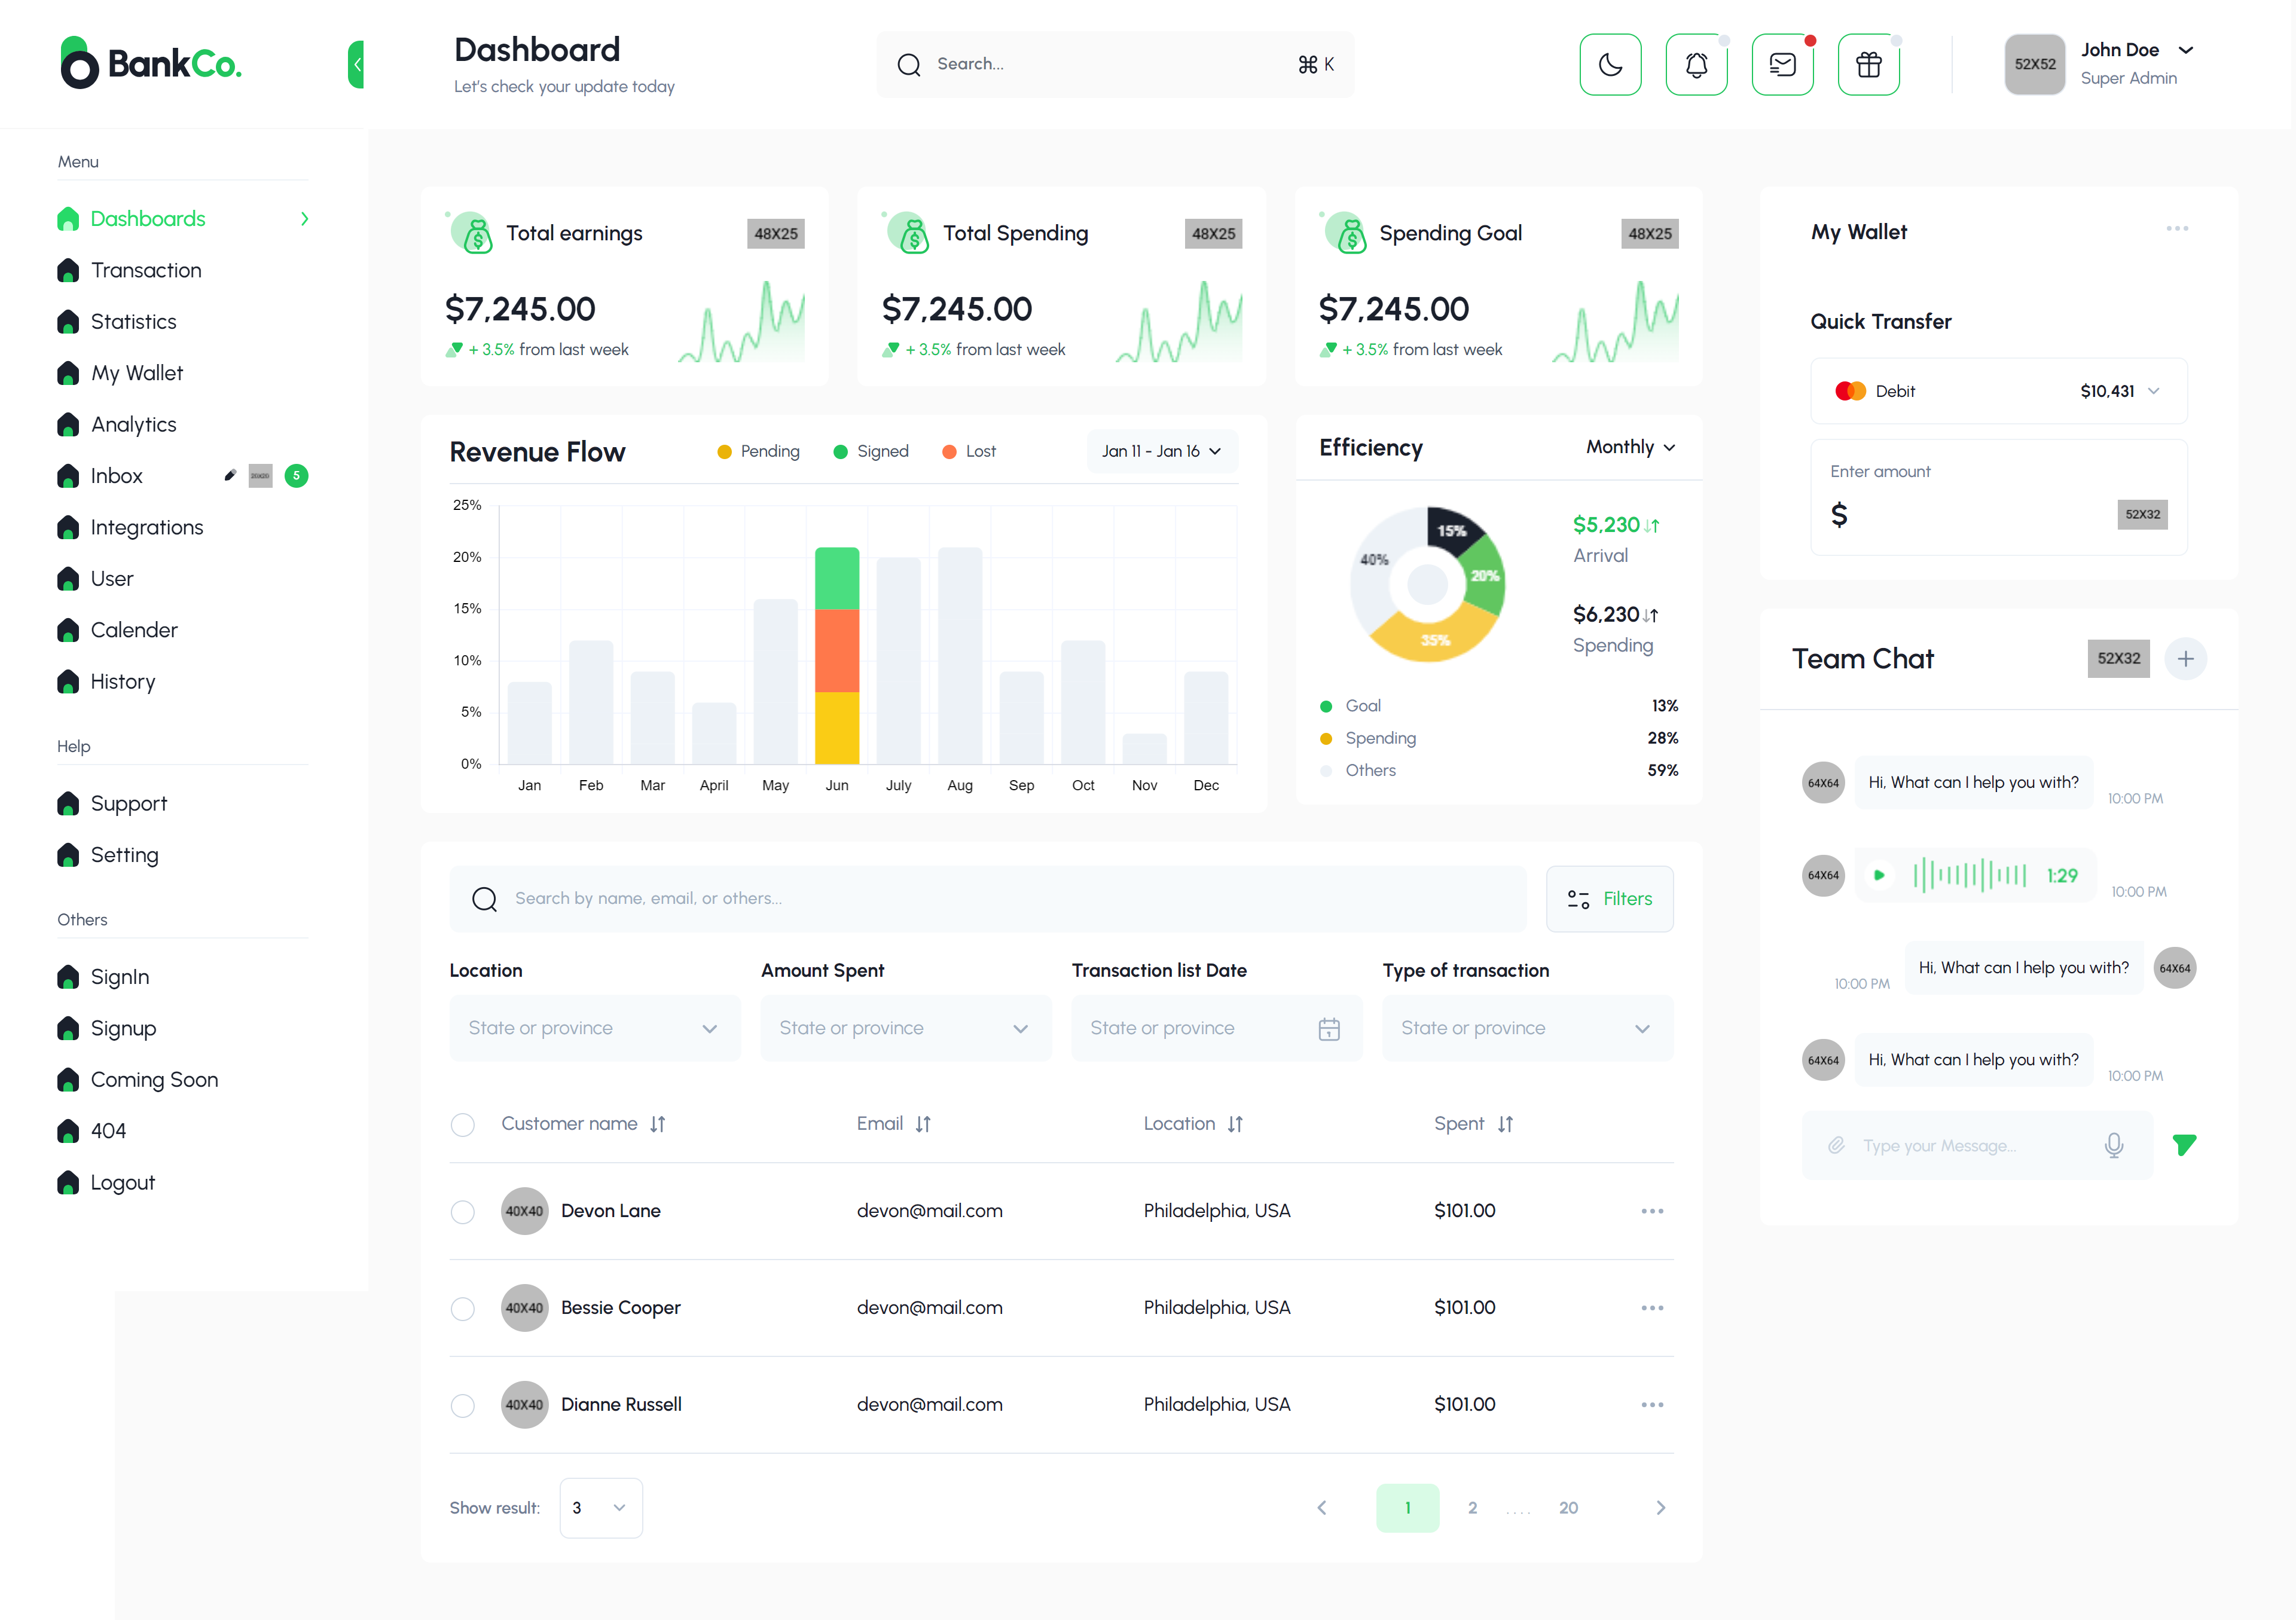 BankCo.
Dashboard
Let's check your update today
Search...
⌘ K
52X52
John Doe
Super Admin
Menu
Dashboards
Transaction
Statistics
My Wallet
Analytics
Inbox
20x20
5
Integrations
User
Calender
History
Help
Support
Setting
Others
SignIn
Signup
Coming Soon
404
Logout
Total earnings
48X25
$7,245.00
+ 3.5% from last week
Total Spending
48X25
$7,245.00
+ 3.5% from last week
Spending Goal
48X25
$7,245.00
+ 3.5% from last week
Revenue Flow
Pending
Signed
Lost
Jan 11 - Jan 16
25%
20%
15%
10%
5%
0%
Jan
Feb
Mar
April
May
Jun
July
Aug
Sep
Oct
Nov
Dec
Efficiency
Monthly
15%
20%
35%
40%
$5,230
Arrival
$6,230
Spending
Goal
13%
Spending
28%
Others
59%
Search by name, email, or others...
Filters
Location
State or province
Amount Spent
State or province
Transaction list Date
State or province
1
Type of transaction
State or province
Customer name
Email
Location
Spent
40X40
Devon Lane
devon@mail.com
Philadelphia, USA
$101.00
40X40
Bessie Cooper
devon@mail.com
Philadelphia, USA
$101.00
40X40
Dianne Russell
devon@mail.com
Philadelphia, USA
$101.00
Show result:
3
1
2
....
20
My Wallet
Quick Transfer
Debit
$10,431
Enter amount
$
52X32
Team Chat
52X32
64X64
Hi, What can I help you with?
10:00 PM
64X64
1:29
10:00 PM
10:00 PM
Hi, What can I help you with?
64X64
64X64
Hi, What can I help you with?
10:00 PM
Type your Message...